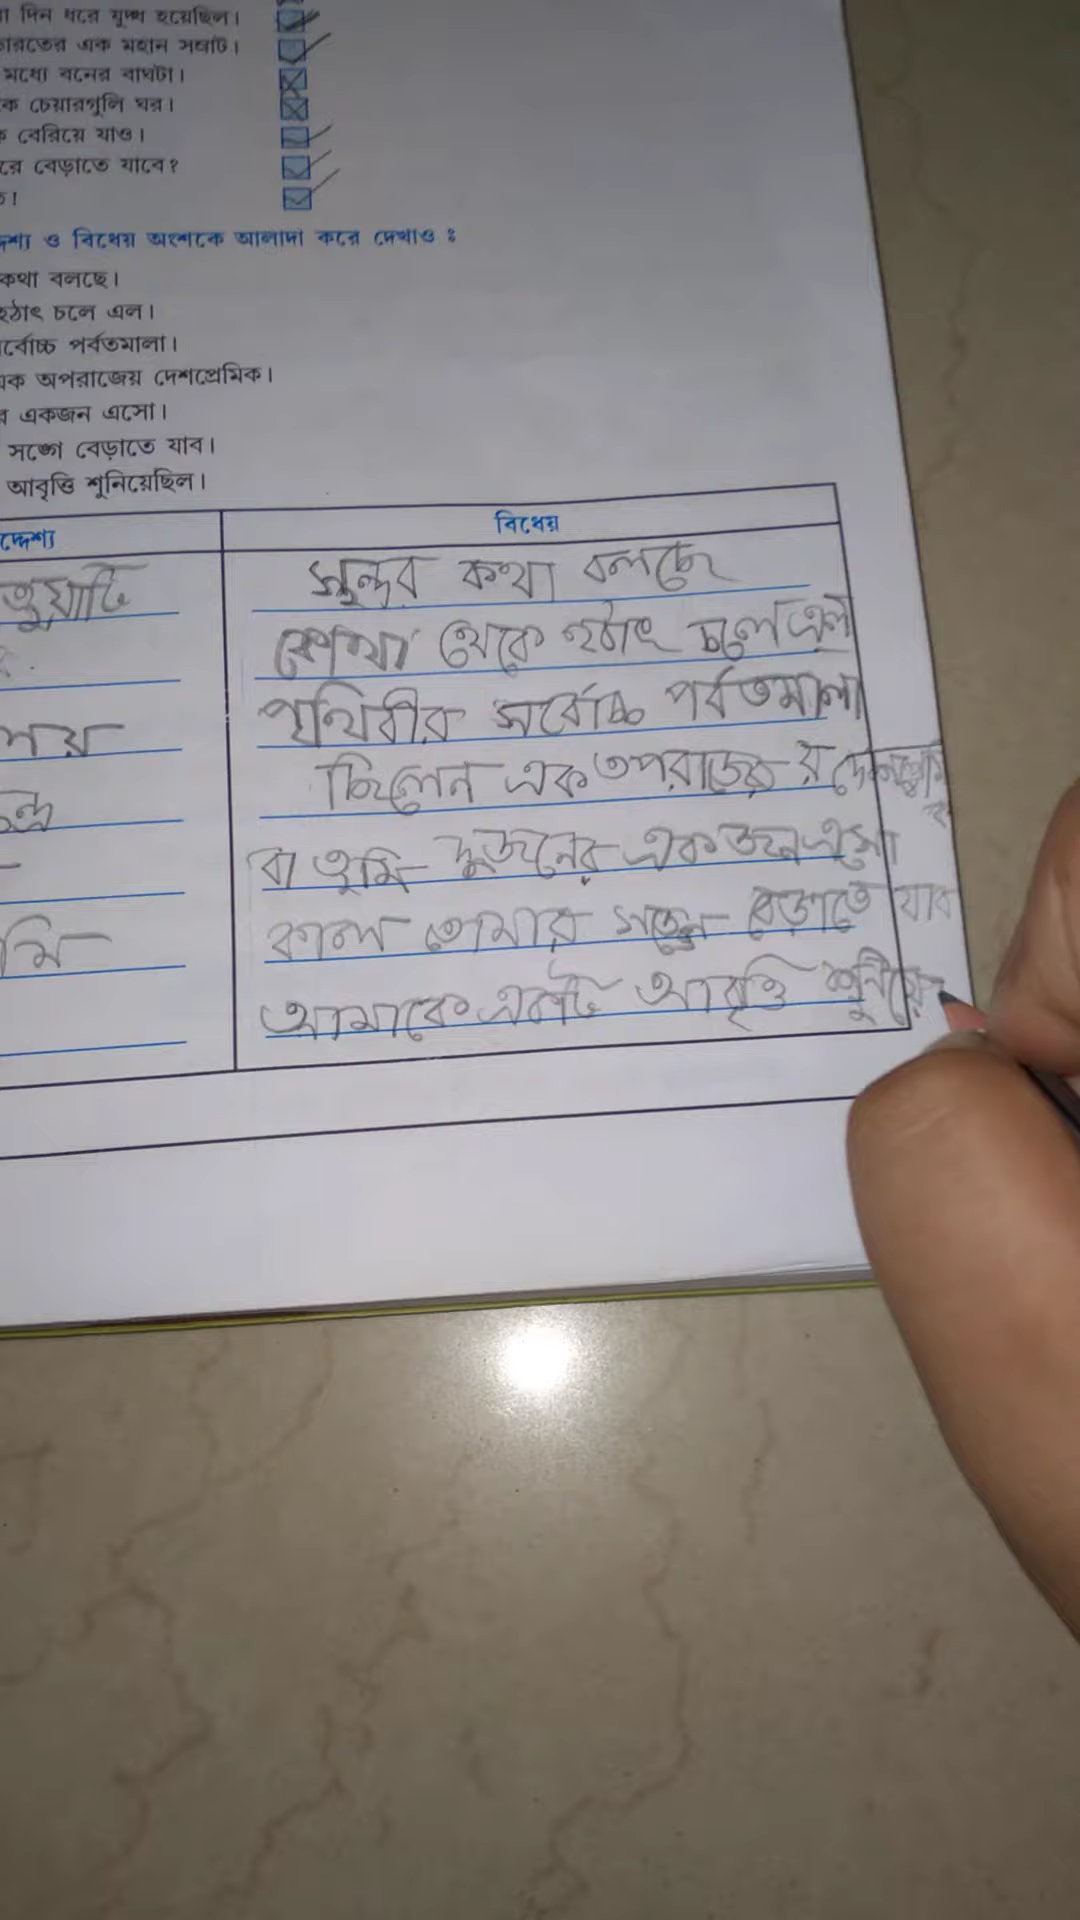 দিন ধরে যুদ্ধ হয়েছিল।
ভারতের এক মহান সম্রাট।
মধ্যে বনের বাঘটা।
কে চেয়ারগুলি ঘর।
বেরিয়ে যাও।
রে বেড়াতে যাবে?
দ্দেশ্য ও বিধেয় অংশকে আলাদা করে দেখাও :
কথা বলছে।
হঠাৎ চলে এল।
র্বোচ্চ পর্বতমালা।
এক অপরাজেয় দেশপ্রেমিক।
র একজন এসো।
সঙ্গে বেড়াতে যাব।
আবৃত্তি শুনিয়েছিল।
দ্দেশ্য বিধেয়
তুয়াটি সুন্দর কথা বলছে
কোথা থেকে হঠাৎ চলে এল
লয় পৃথিবীর সর্বোচ্চ পর্বতমালা
ন্দ্র ছিলেন এক অপরাজেয় দেশপ্রেমিক
বা তুমি দুজনের একজন এসো
মি কাল তোমার সঙ্গে বেড়াতে যাব
আমাকে একটি আবৃত্তি শুনিয়ে